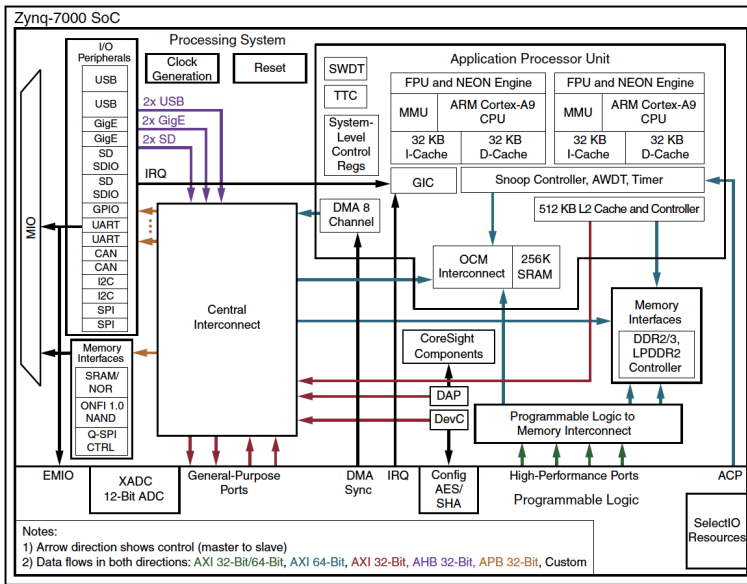 Zynq-7000 SoC
I/O
Peripherals
USB
USB
GigE
GigE
SD
SDIO
SD
SDIO
GPIO
UART
UART
CAN
CAN
I2C
I2C
SPI
SPI
MIO
Processing System
Clock
Generation
Reset
2x USB
2x GigE
2x SD
IRQ
SWDT
TTC
System-
Level
Control
Regs
Application Processor Unit
FPU and NEON Engine
MMU
ARM Cortex-A9
CPU
32 KB
I-Cache
32 KB
D-Cache
FPU and NEON Engine
MMU
ARM Cortex-A9
CPU
32 KB
I-Cache
32 KB
D-Cache
GIC
Snoop Controller, AWDT, Timer
DMA 8
Channel
512 KB L2 Cache and Controller
OCM
Interconnect
256K
SRAM
Central
Interconnect
Memory
Interfaces
DDR2/3,
LPDDR2
Controller
CoreSight
Components
DAP
DevC
Programmable Logic to
Memory Interconnect
Memory
Interfaces
SRAM/
NOR
ONFI 1.0
NAND
Q-SPI
CTRL
EMIO
XADC
12-Bit ADC
General-Purpose
Ports
DMA
Sync
IRQ
Config
AES/
SHA
High-Performance Ports
ACP
Programmable Logic
SelectIO
Resources
Notes:
1) Arrow direction shows control (master to slave)
2) Data flows in both directions: AXI 32-Bit/64-Bit, AXI 64-Bit, AXI 32-Bit, AHB 32-Bit, APB 32-Bit, Custom